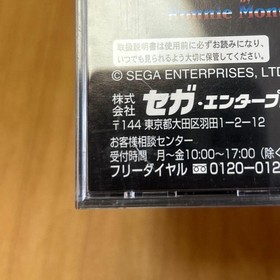 Ronnie Mon
取扱説明書は使用前に必ずお読みになり、
いつでも見られるよう大切に保管してください。
© SEGA ENTERPRISES, LTD
株式会社 セガ・エンタープ
〒144 東京都大田区羽田1-2-12
お客様相談センター
受付時間 月〜金10:00〜17:00（除く
フリーダイヤル 0120-012